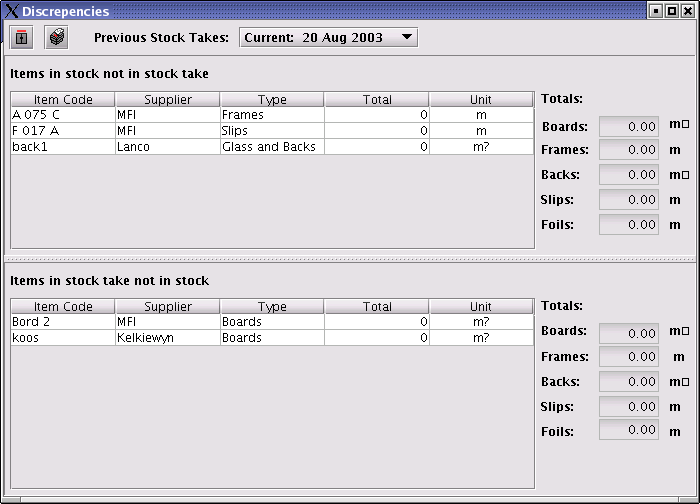 Discrepencies
Previous Stock Takes: Current: 20 Aug 2003
Items in stock not in stock take
Item Code Supplier Type Total Unit
A 075 C MFI Frames 0 m
F 017 A MFI Slips 0 m
back1 Lanco Glass and Backs 0 m?
Totals:
Boards: 0.00 m□
Frames: 0.00 m
Backs: 0.00 m□
Slips: 0.00 m
Foils: 0.00 m
Items in stock take not in stock
Item Code Supplier Type Total Unit
Bord 2 MFI Boards 0 m?
koos Kelkiewyn Boards 0 m?
Totals:
Boards: 0.00 m□
Frames: 0.00 m
Backs: 0.00 m□
Slips: 0.00 m
Foils: 0.00 m